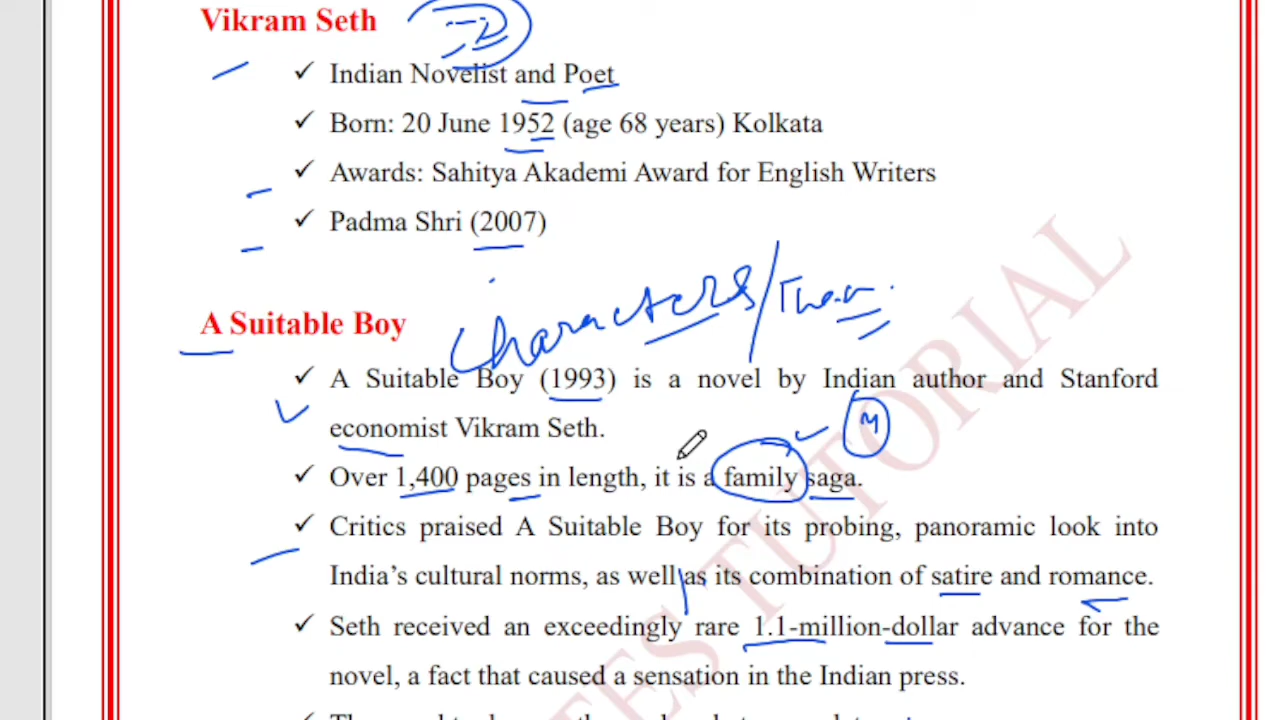 Vikram Seth
✓ Indian Novelist and Poet
✓ Born: 20 June 1952 (age 68 years) Kolkata
✓ Awards: Sahitya Akademi Award for English Writers
✓ Padma Shri (2007)
Characters/
A Suitable Boy
✓ A Suitable Boy (1993) is a novel by Indian author and Stanford
economist Vikram Seth.
✓ Over 1,400 pages in length, it is a family saga.
✓ Critics praised A Suitable Boy for its probing, panoramic look into
India's cultural norms, as well as its combination of satire and romance.
✓ Seth received an exceedingly rare 1.1-million-dollar advance for the
novel, a fact that caused a sensation in the Indian press.
TUTORIAL